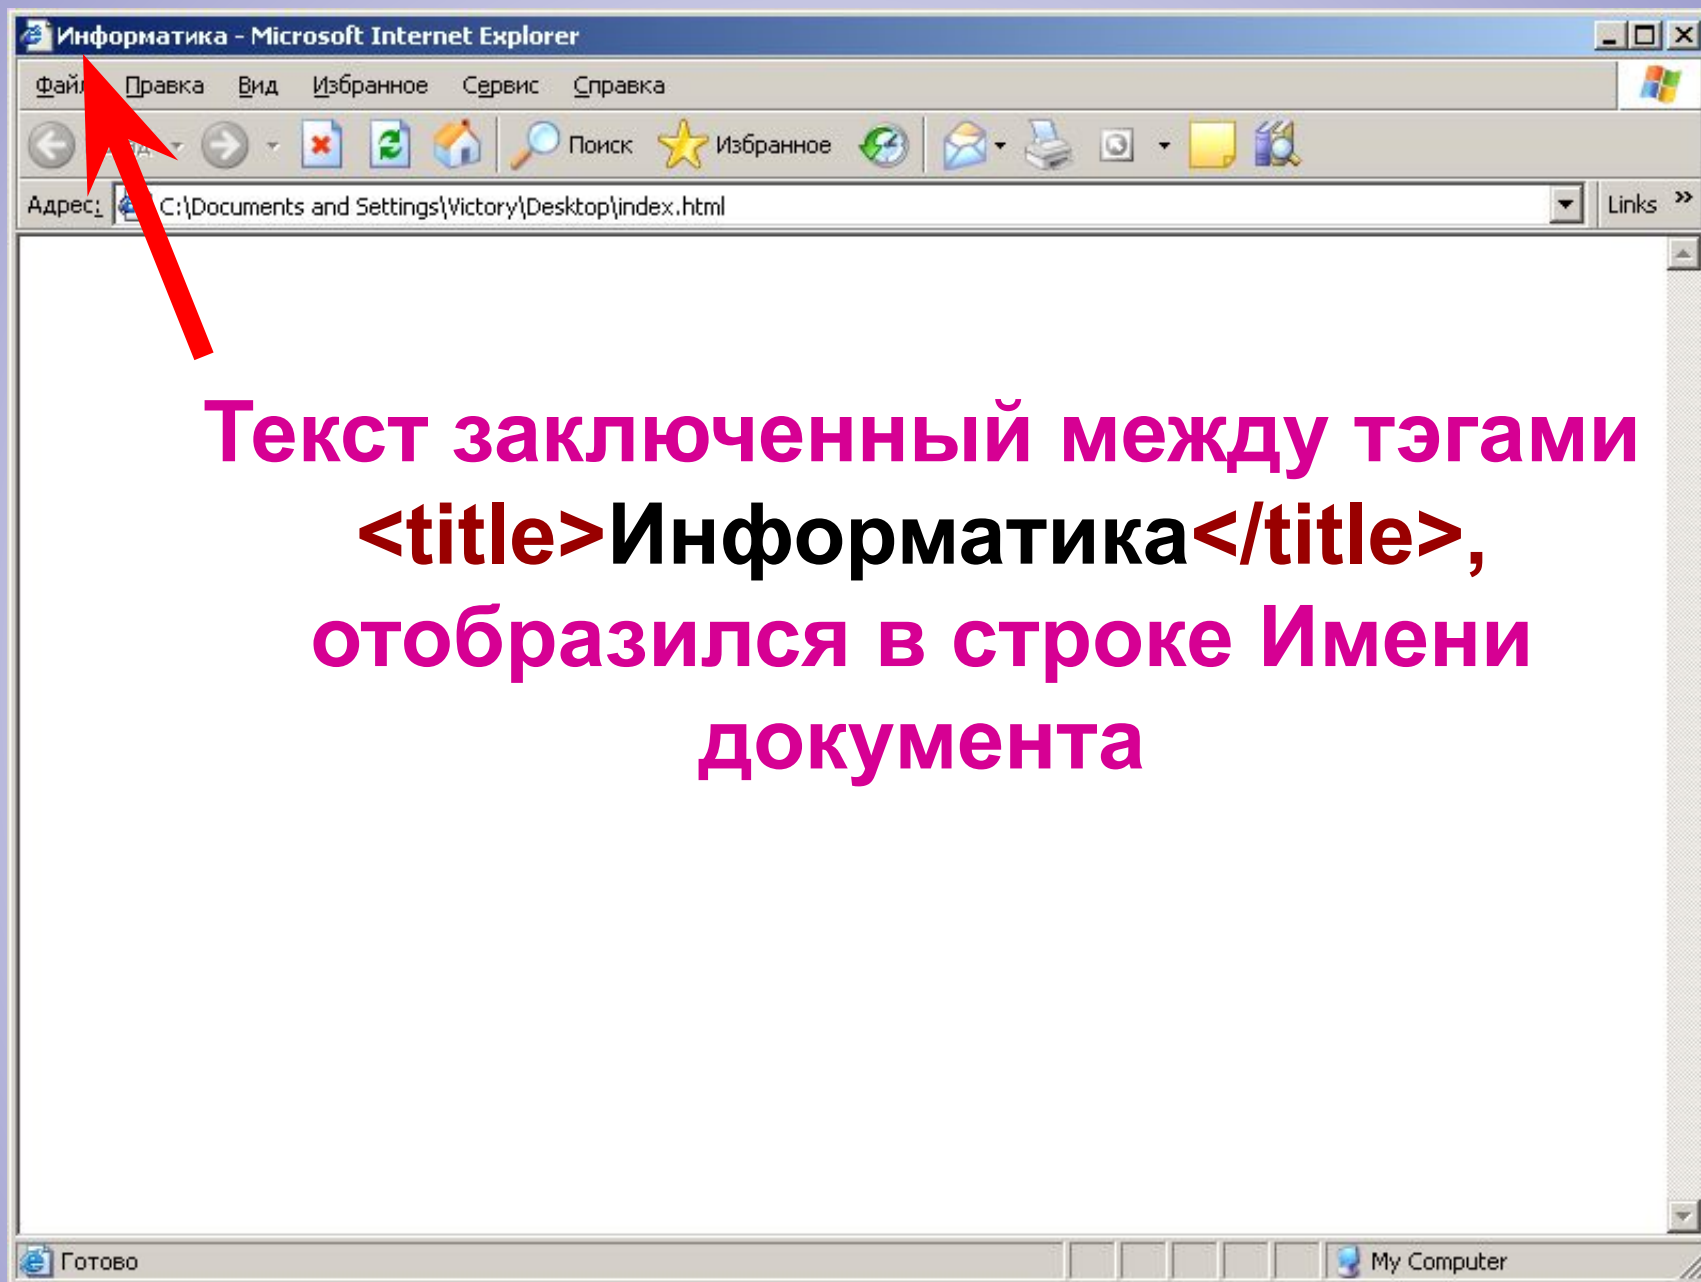 Информатика - Microsoft Internet Explorer
Правка Вид Избранное Сервис Справка
Поиск Избранное
Адрес: C:\Documents and Settings\Victory\Desktop\index.html Links »
Текст заключенный между тэгами
<title>Информатика</title>,
отобразился в строке Имени
документа
Готово My Computer